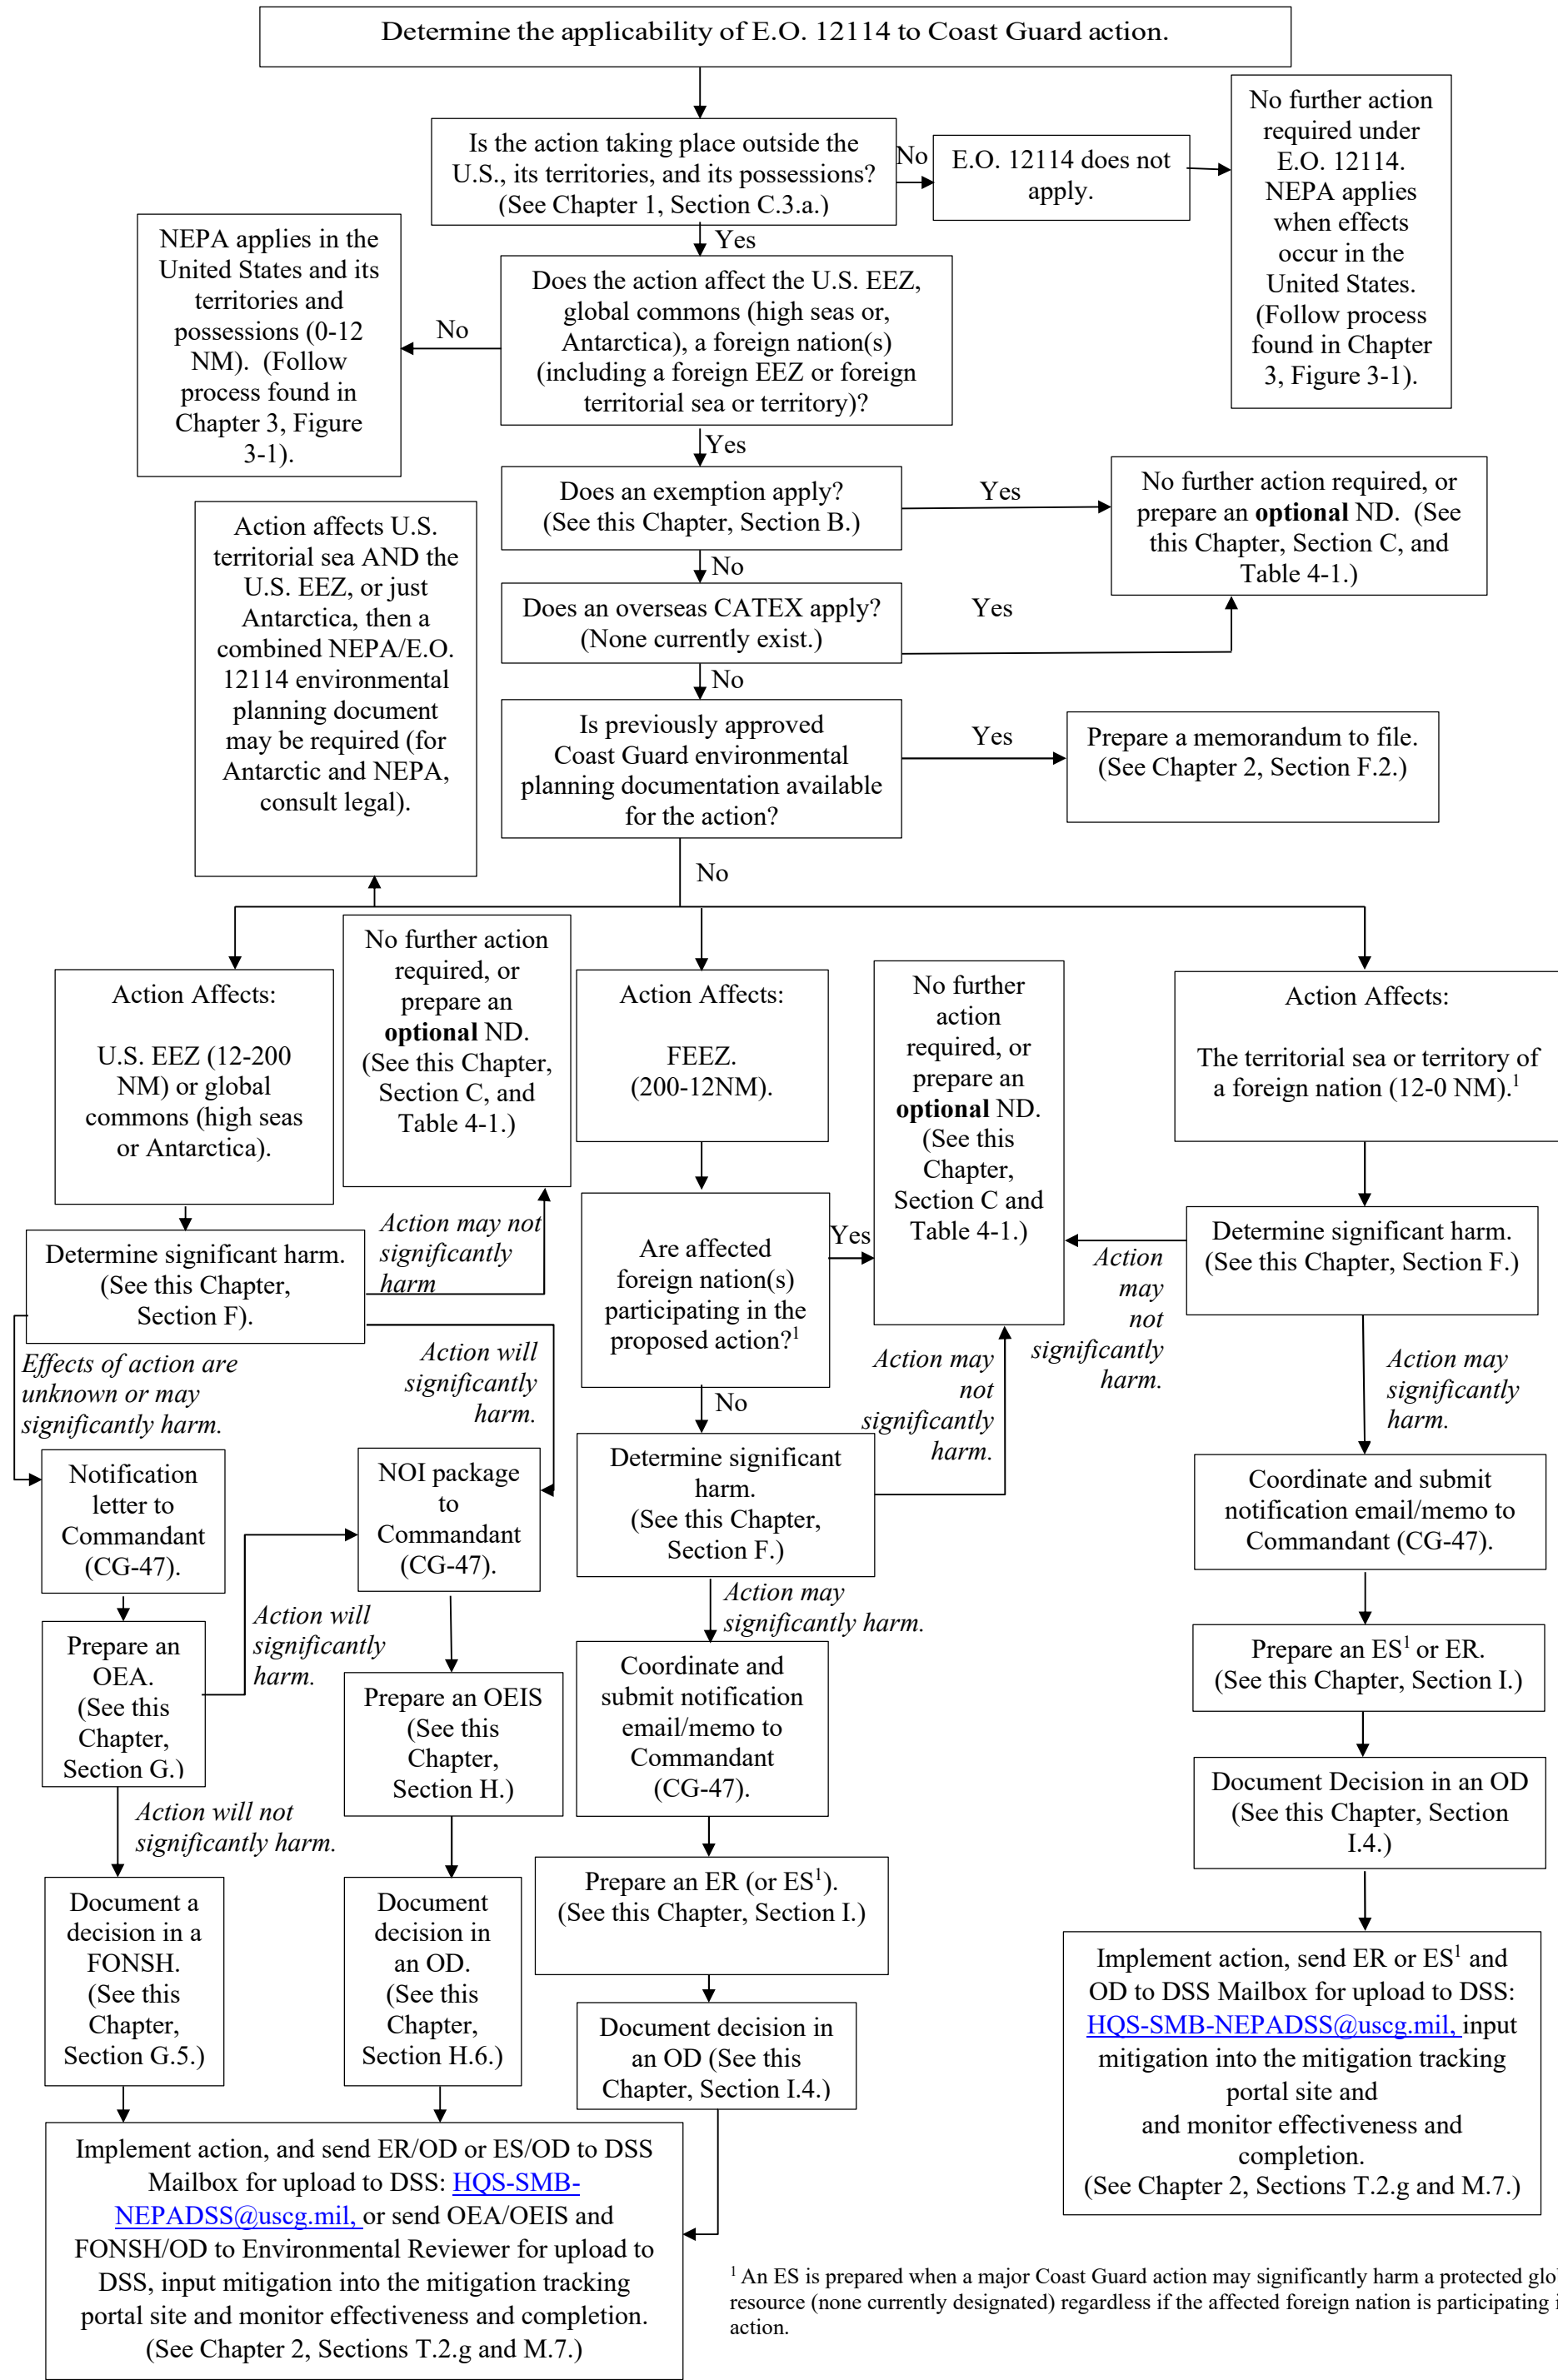 Determine the applicability of E.O. 12114 to Coast Guard action.
Is the action taking place outside the
U.S., its territories, and its possessions?
(See Chapter 1, Section C.3.a.)
No
E.O. 12114 does not
apply.
No further action
required under
E.O. 12114.
NEPA applies
when effects
occur in the
United States.
(Follow process
found in Chapter
3, Figure 3-1).
Yes
Does the action affect the U.S. EEZ,
global commons (high seas or,
Antarctica), a foreign nation(s)
(including a foreign EEZ or foreign
territorial sea or territory)?
No
NEPA applies in the
United States and its
territories and
possessions (0-12
NM).  (Follow
process found in
Chapter 3, Figure
3-1).
Yes
Does an exemption apply?
(See this Chapter, Section B.)
Yes
No further action required, or
prepare an optional ND.  (See
this Chapter, Section C, and
Table 4-1.)
No
Does an overseas CATEX apply?
(None currently exist.)
Yes
No
Is previously approved
Coast Guard environmental
planning documentation available
for the action?
Yes
Prepare a memorandum to file.
(See Chapter 2, Section F.2.)
No
Action affects U.S.
territorial sea AND the
U.S. EEZ, or just
Antarctica, then a
combined NEPA/E.O.
12114 environmental
planning document
may be required (for
Antarctic and NEPA,
consult legal).
Action Affects:
U.S. EEZ (12-200
NM) or global
commons (high seas
or Antarctica).
No further action
required, or
prepare an
optional ND.
(See this Chapter,
Section C, and
Table 4-1.)
Action Affects:
FEEZ.
(200-12NM).
No further
action
required, or
prepare an
optional ND.
(See this
Chapter,
Section C and
Table 4-1.)
Action Affects:
The territorial sea or territory of
a foreign nation (12-0 NM).1
Determine significant harm.
(See this Chapter,
Section F).
Action may not
significantly
harm
Effects of action are
unknown or may
significantly harm.
Action will
significantly
harm.
Are affected
foreign nation(s)
participating in the
proposed action?1
Yes
No
Action may
not
significantly
harm.
Determine significant harm.
(See this Chapter, Section F.)
Action
may
not
significantly
harm.
Action may
significantly
harm.
Notification
letter to
Commandant
(CG-47).
NOI package
to
Commandant
(CG-47).
Determine significant
harm.
(See this Chapter,
Section F.)
Coordinate and submit
notification email/memo to
Commandant (CG-47).
Action may
significantly harm.
Prepare an
OEA.
(See this
Chapter,
Section G.)
Action will
significantly
harm.
Prepare an OEIS
(See this
Chapter,
Section H.)
Coordinate and
submit notification
email/memo to
Commandant
(CG-47).
Prepare an ES1 or ER.
(See this Chapter, Section I.)
Document Decision in an OD
(See this Chapter, Section
I.4.)
Action will not
significantly harm.
Document a
decision in a
FONSH.
(See this
Chapter,
Section G.5.)
Document
decision in
an OD.
(See this
Chapter,
Section H.6.)
Prepare an ER (or ES1).
(See this Chapter, Section I.)
Document decision in
an OD (See this
Chapter, Section I.4.)
Implement action, send ER or ES1 and
OD to DSS Mailbox for upload to DSS:
HQS-SMB-NEPADSS@uscg.mil, input
mitigation into the mitigation tracking
portal site and
and monitor effectiveness and
completion.
(See Chapter 2, Sections T.2.g and M.7.)
Implement action, and send ER/OD or ES/OD to DSS
Mailbox for upload to DSS: HQS-SMB-
NEPADSS@uscg.mil, or send OEA/OEIS and
FONSH/OD to Environmental Reviewer for upload to
DSS, input mitigation into the mitigation tracking
portal site and monitor effectiveness and completion.
(See Chapter 2, Sections T.2.g and M.7.)
1 An ES is prepared when a major Coast Guard action may significantly harm a protected
resource (none currently designated) regardless if the affected foreign nation is participating
action.